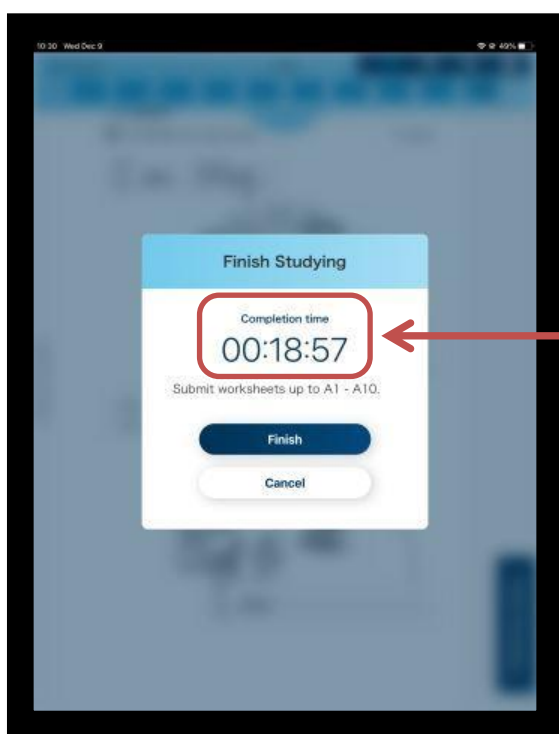 10:30 Wed Dec 9
49%
Finish Studying
Completion time
00:18:57
Submit worksheets up to A1 - A10.
Finish
Cancel